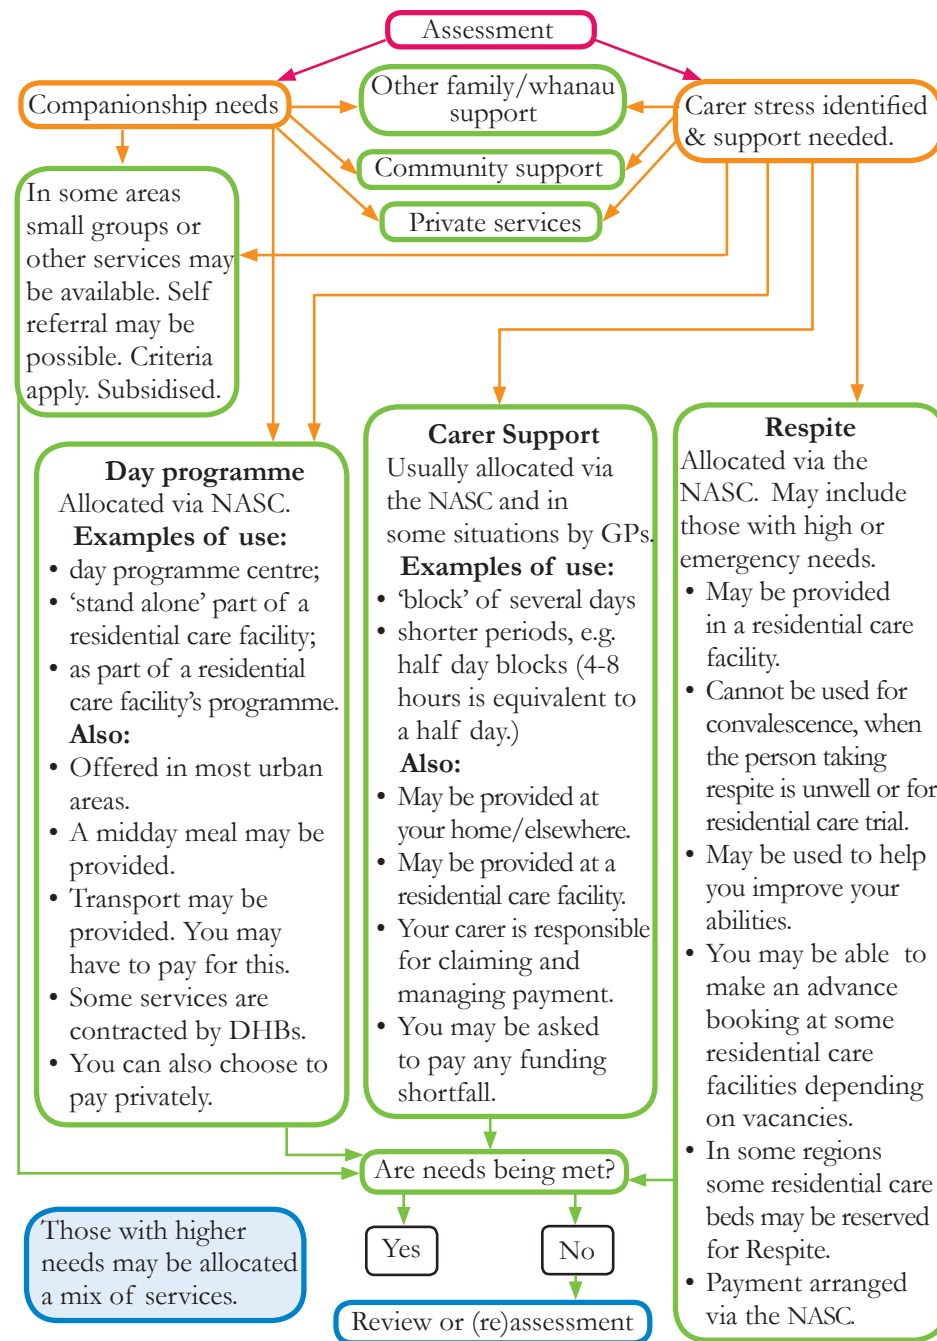 Assessment
Companionship needs
Other family/whanau
support
Carer stress identified
& support needed.
Community support
Private services
In some areas
small groups or
other services may
be available. Self
referral may be
possible. Criteria
apply. Subsidised.
Day programme
Allocated via NASC.
Examples of use:
• day programme centre;
• ‘stand alone’ part of a
residential care facility;
• as part of a residential
care facility’s programme.
Also:
• Offered in most urban
areas.
• A midday meal may be
provided.
• Transport may be
provided. You may
have to pay for this.
• Some services are
contracted by DHBs.
• You can also choose to
pay privately.
Carer Support
Usually allocated via
the NASC and in
some situations by GPs.
Examples of use:
• ‘block’ of several days
• shorter periods, e.g.
half day blocks (4-8
hours is equivalent to
a half day.)
Also:
• May be provided at
your home/elsewhere.
• May be provided at a
residential care facility.
• Your carer is responsible
for claiming and
managing payment.
• You may be asked
to pay any funding
shortfall.
Respite
Allocated via the
NASC. May include
those with high or
emergency needs.
• May be provided
in a residential care
facility.
• Cannot be used for
convalescence, when
the person taking
respite is unwell or for
residential care trial.
• May be used to help
you improve your
abilities.
• You may be able to
make an advance
booking at some
residential care
facilities depending
on vacancies.
• In some regions
some residential care
beds may be reserved
for Respite.
• Payment arranged
via the NASC.
Are needs being met?
Yes
No
Those with higher
needs may be allocated
a mix of services.
Review or (re)assessment